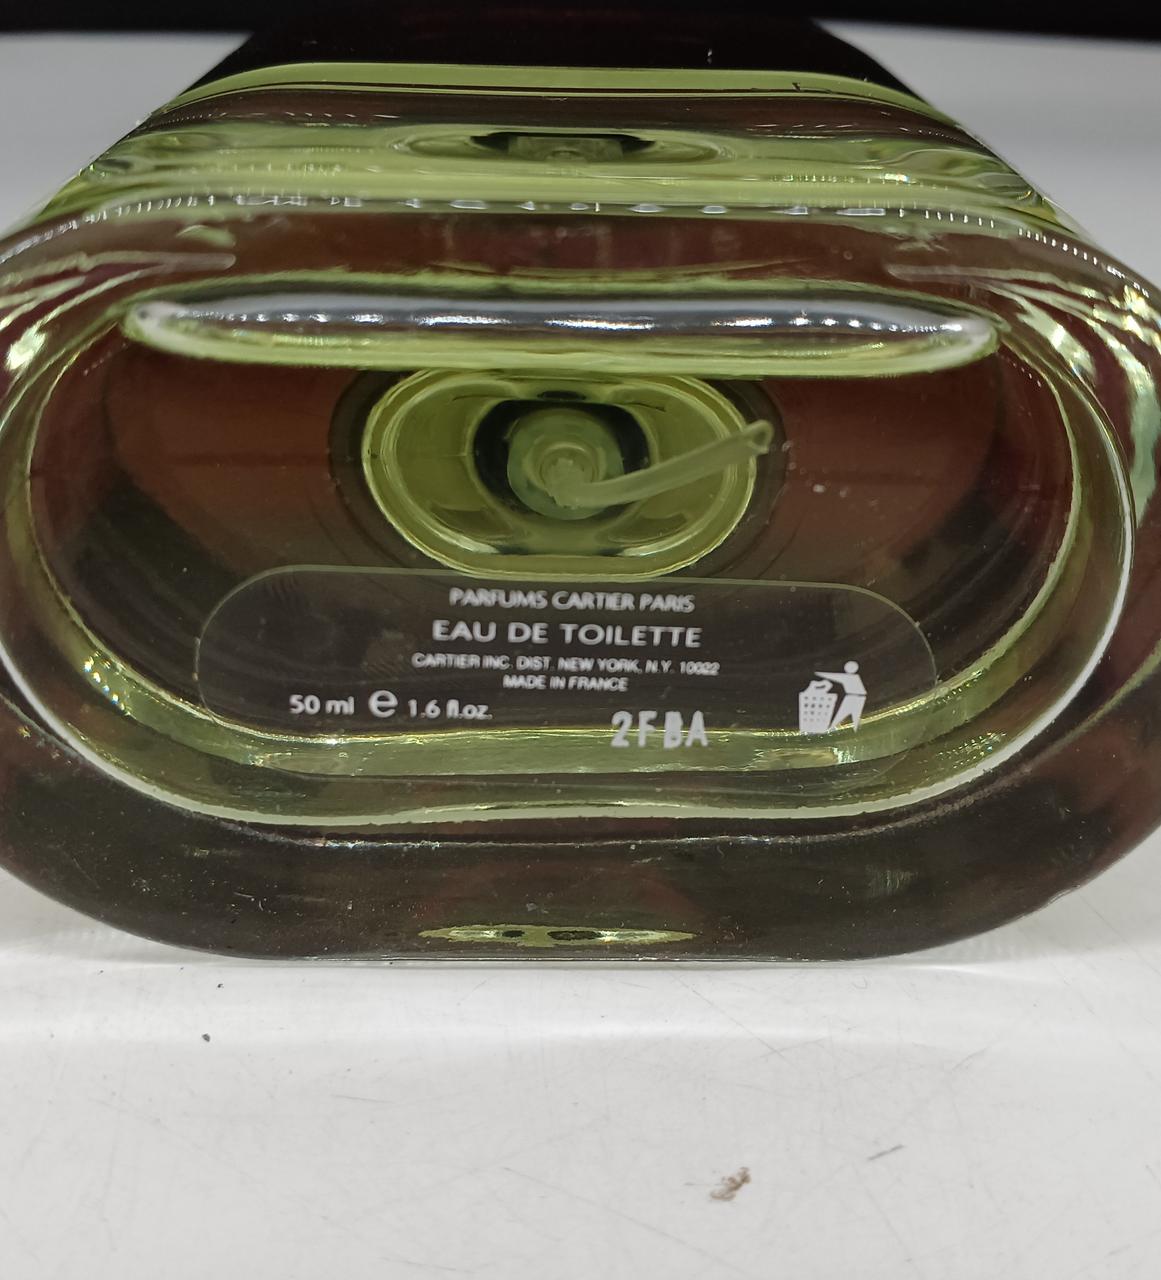 PARFUMS CARTIER PARIS
EAU DE TOILETTE
CARTIER INC. DIST. NEW YORK, N.Y. 10022
MADE IN FRANCE
50 ml ℮ 1.6 fl.oz.
2FBA